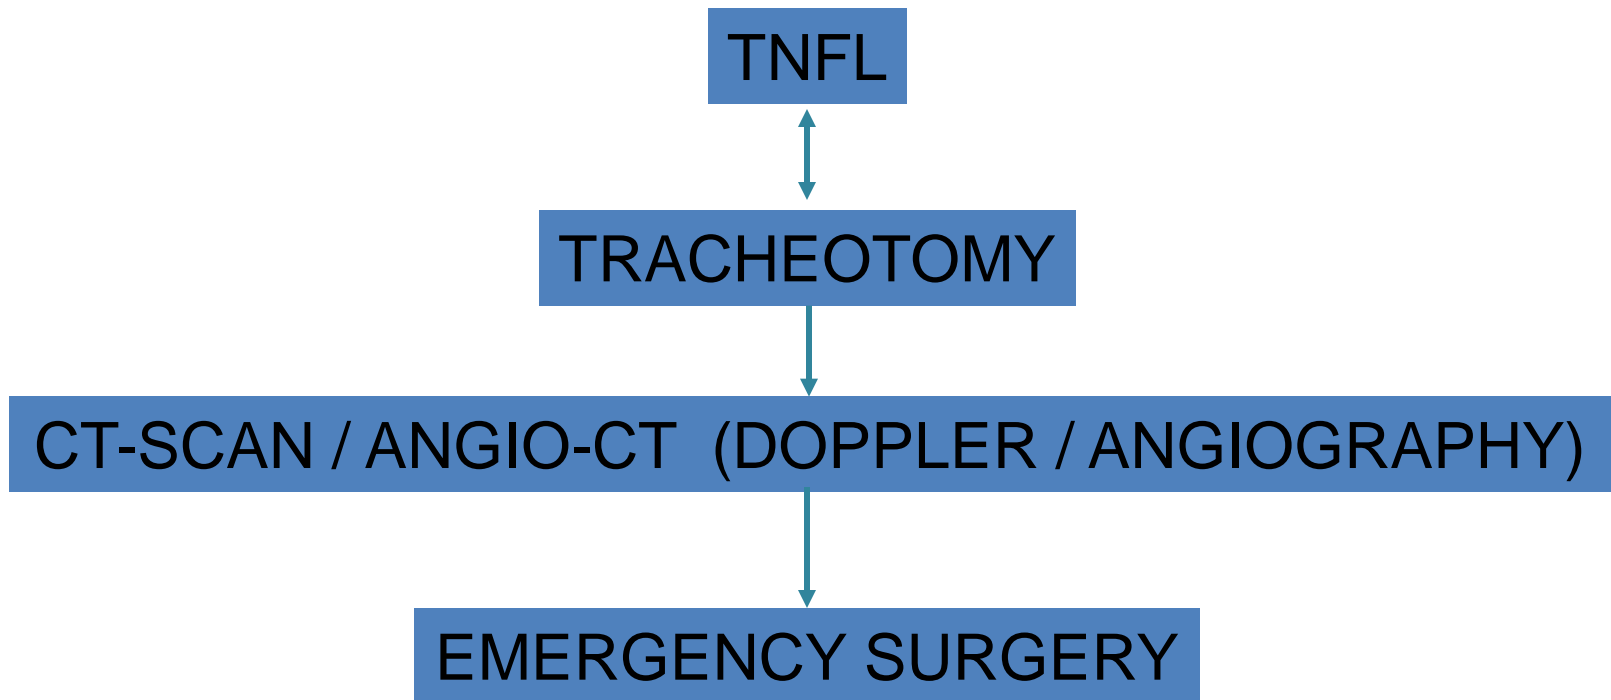 TNFL
TRACHEOTOMY
CT-SCAN / ANGIO-CT (DOPPLER / ANGIOGRAPHY)
EMERGENCY SURGERY